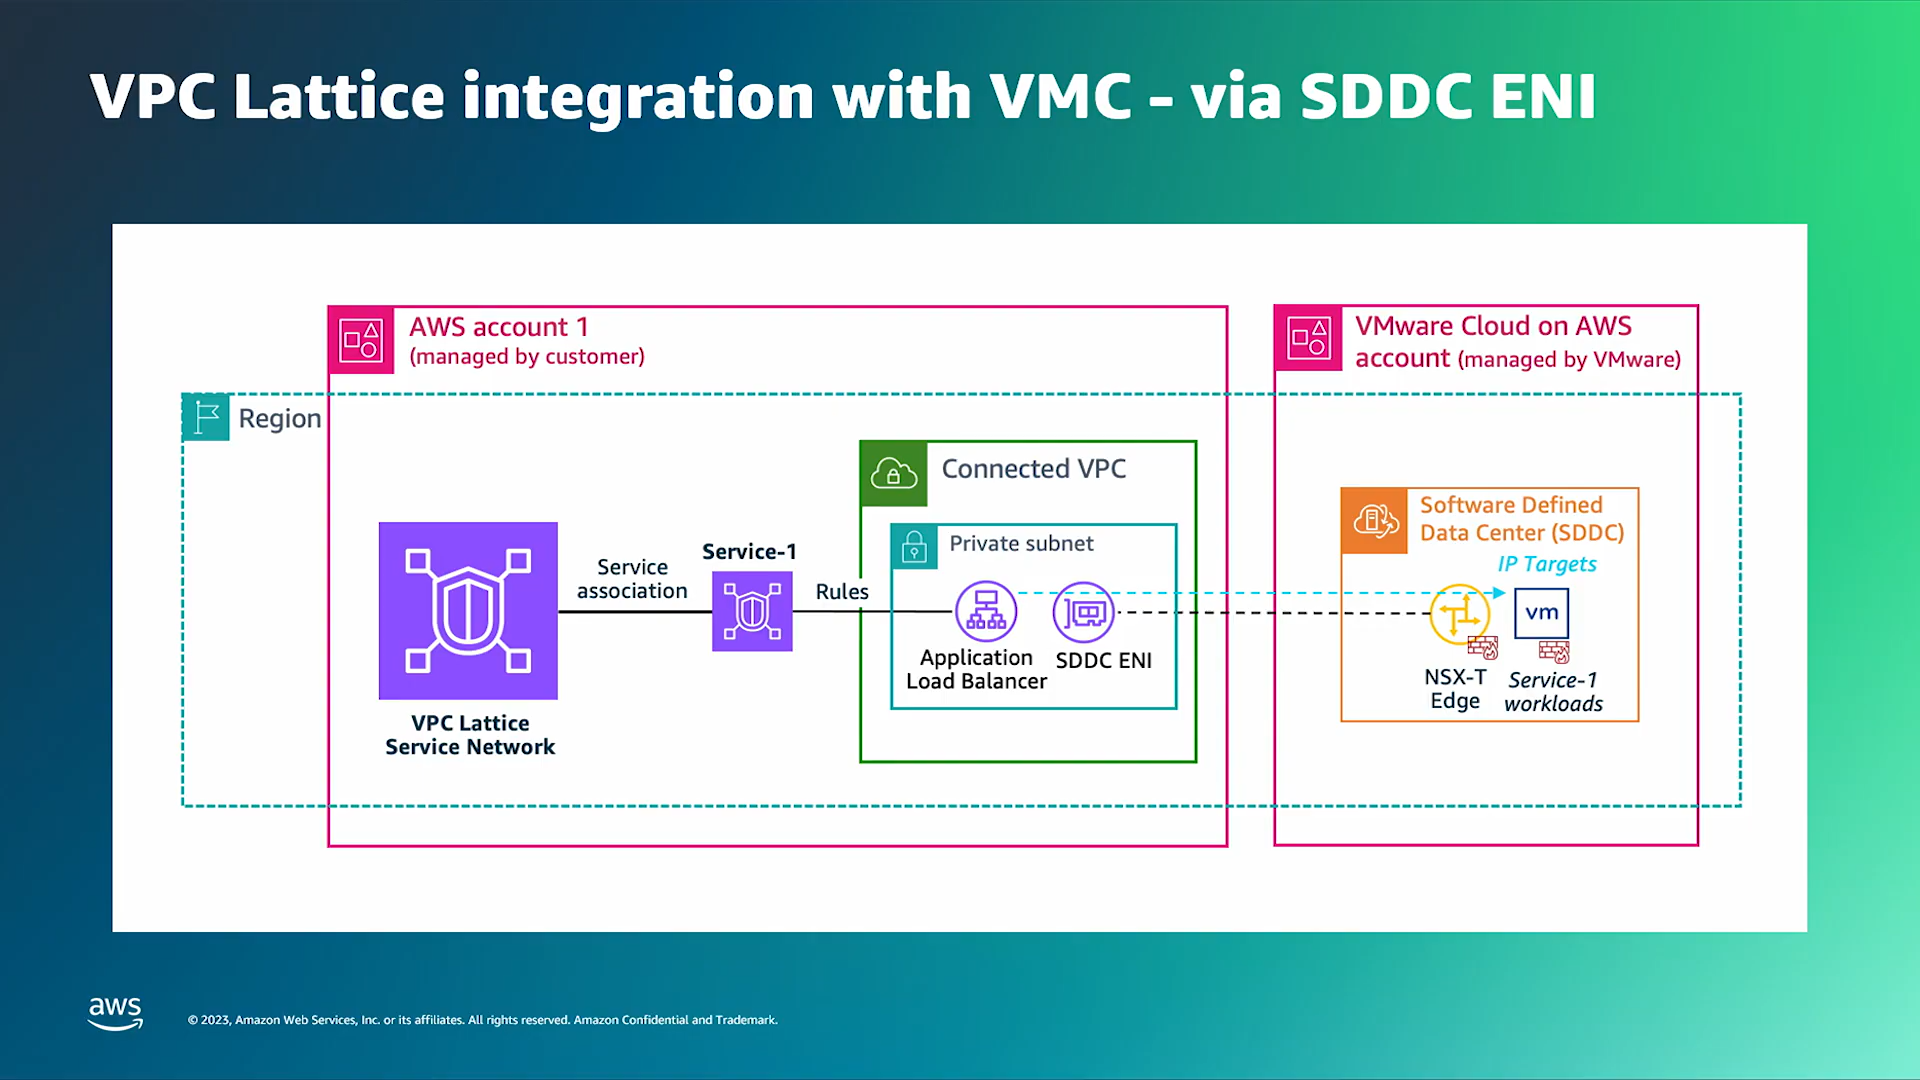 VPC Lattice integration with VMC - via SDDC ENI
AWS account 1
(managed by customer)
VMware Cloud on AWS
account (managed by VMware)
Region
Connected VPC
Software Defined
Data Center (SDDC)
Private subnet
IP Targets
Service
association
Service-1
Rules
vm
Application
Load Balancer
SDDC ENI
NSX-T
Edge
Service-1
workloads
VPC Lattice
Service Network
aws
© 2023, Amazon Web Services, Inc. or its affiliates. All rights reserved. Amazon Confidential and Trademark.